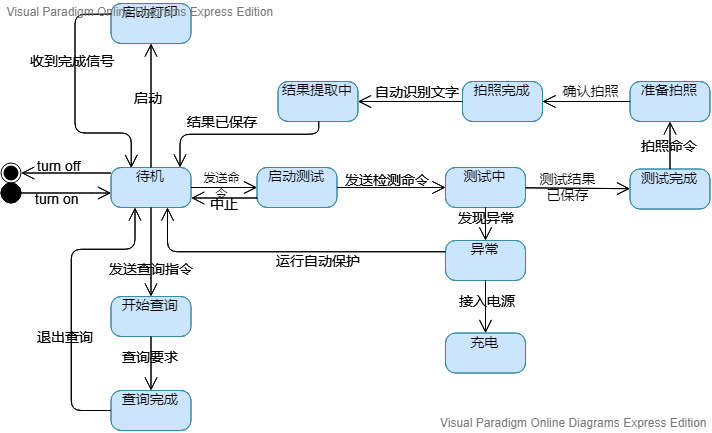 Visual Paradigm Online Diagrams Express Edition
启动打印
收到完成信号
启动
结果提取中
自动识别文字
拍照完成
确认拍照
准备拍照
结果已保存
拍照命令
turn off
turn on
待机
发送命
令
中止
启动测试
发送检测命令
测试中
测试结果
已保存
测试完成
发现异常
异常
运行自动保护
发送查询指令
接入电源
开始查询
退出查询
查询要求
充电
查询完成
Visual Paradigm Online Diagrams Express Edition